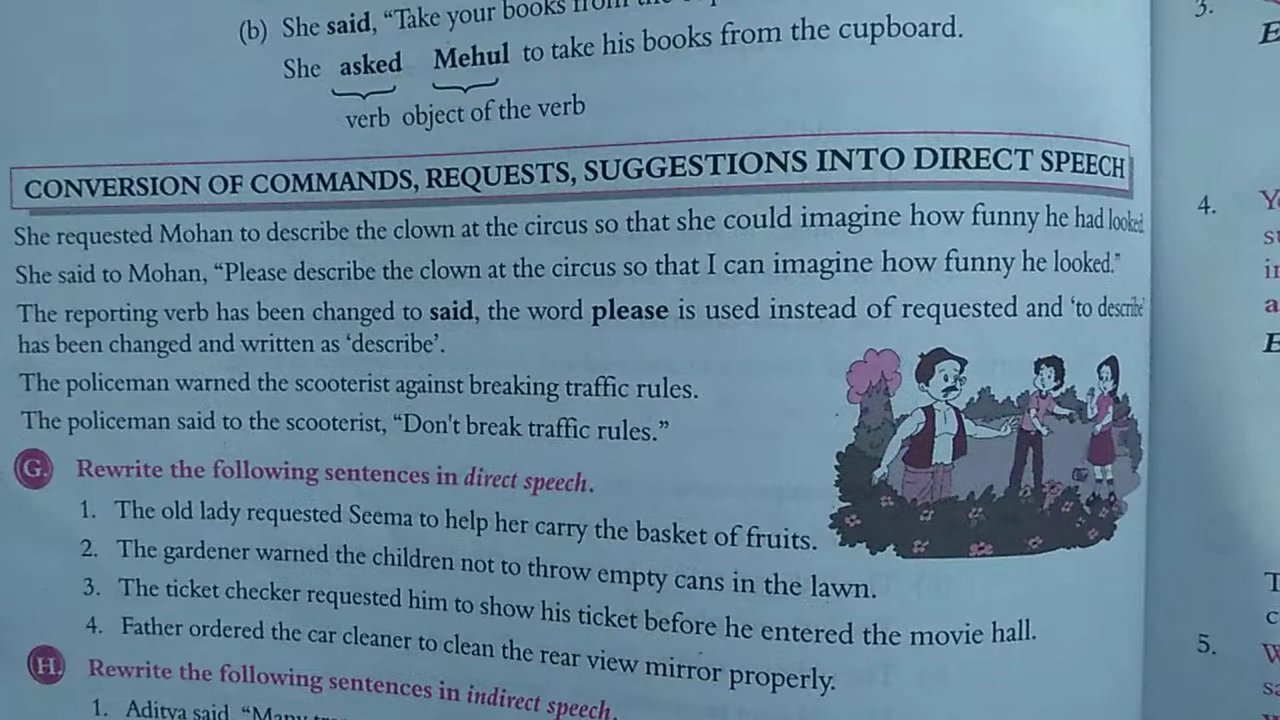 (b) She said, “Take your books
She asked Mehul to take his books from the cupboard.
verb object of the verb
CONVERSION OF COMMANDS, REQUESTS, SUGGESTIONS INTO DIRECT SPEECH
She requested Mohan to describe the clown at the circus so that she could imagine how funny he had looked
She said to Mohan, “Please describe the clown at the circus so that I can imagine how funny he looked.”
The reporting verb has been changed to said, the word please is used instead of requested and ‘to describe’
has been changed and written as ‘describe’.
The policeman warned the scooterist against breaking traffic rules.
The policeman said to the scooterist, “Don't break traffic rules.”
G. Rewrite the following sentences in direct speech.
1. The old lady requested Seema to help her carry the basket of fruits.
2. The gardener warned the children not to throw empty cans in the lawn.
3. The ticket checker requested him to show his ticket before he entered the movie hall.
4. Father ordered the car cleaner to clean the rear view mirror properly.
H. Rewrite the following sentences in indirect speech.
1. Aditya said, “Many
3.
E
4.
in
a
E
5.